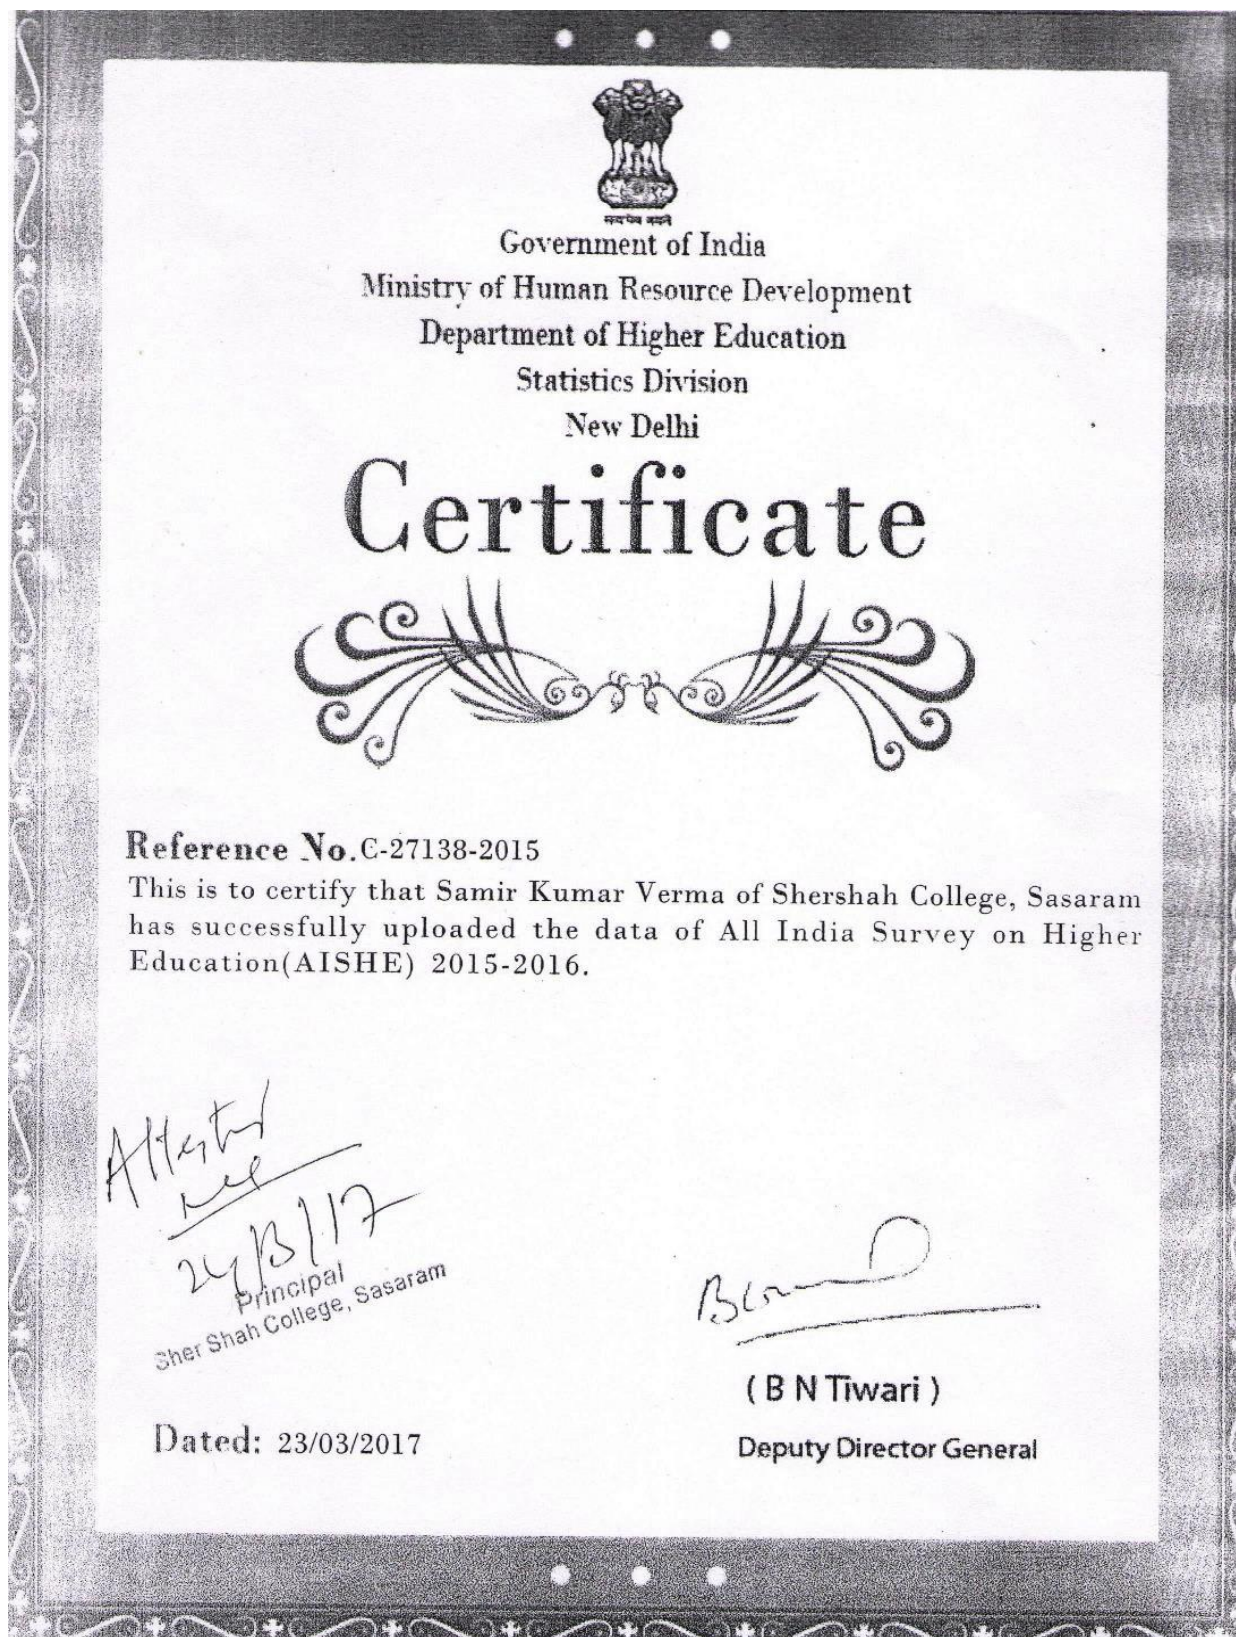 सत्यमेव जयते
Government of India
Ministry of Human Resource Development
Department of Higher Education
Statistics Division
New Delhi
Certificate
Reference No.C-27138-2015
This is to certify that Samir Kumar Verma of Shershah College, Sasaram
has successfully uploaded the data of All India Survey on Higher
Education(AISHE) 2015-2016.
Attested
24/3/17
Principal
Sher Shah College, Sasaram
( B N Tiwari )
Dated: 23/03/2017
Deputy Director General